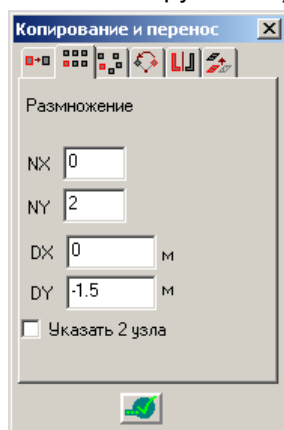 Копирование и перенос
Размножение
NX 0
NY 2
DX 0 м
DY -1.5 м
Указать 2 узла